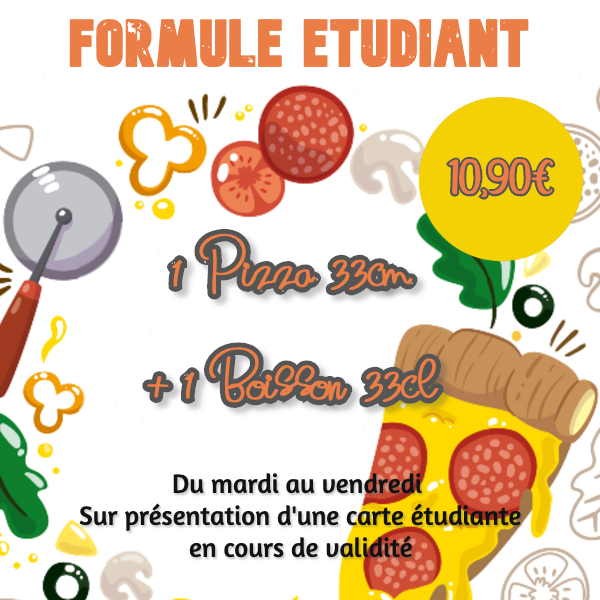 FORMULE ETUDIANT
10,90€
1 Pizza 33cm
+ 1 Boisson 33cl
Du mardi au vendredi
Sur présentation d'une carte étudiante
en cours de validité